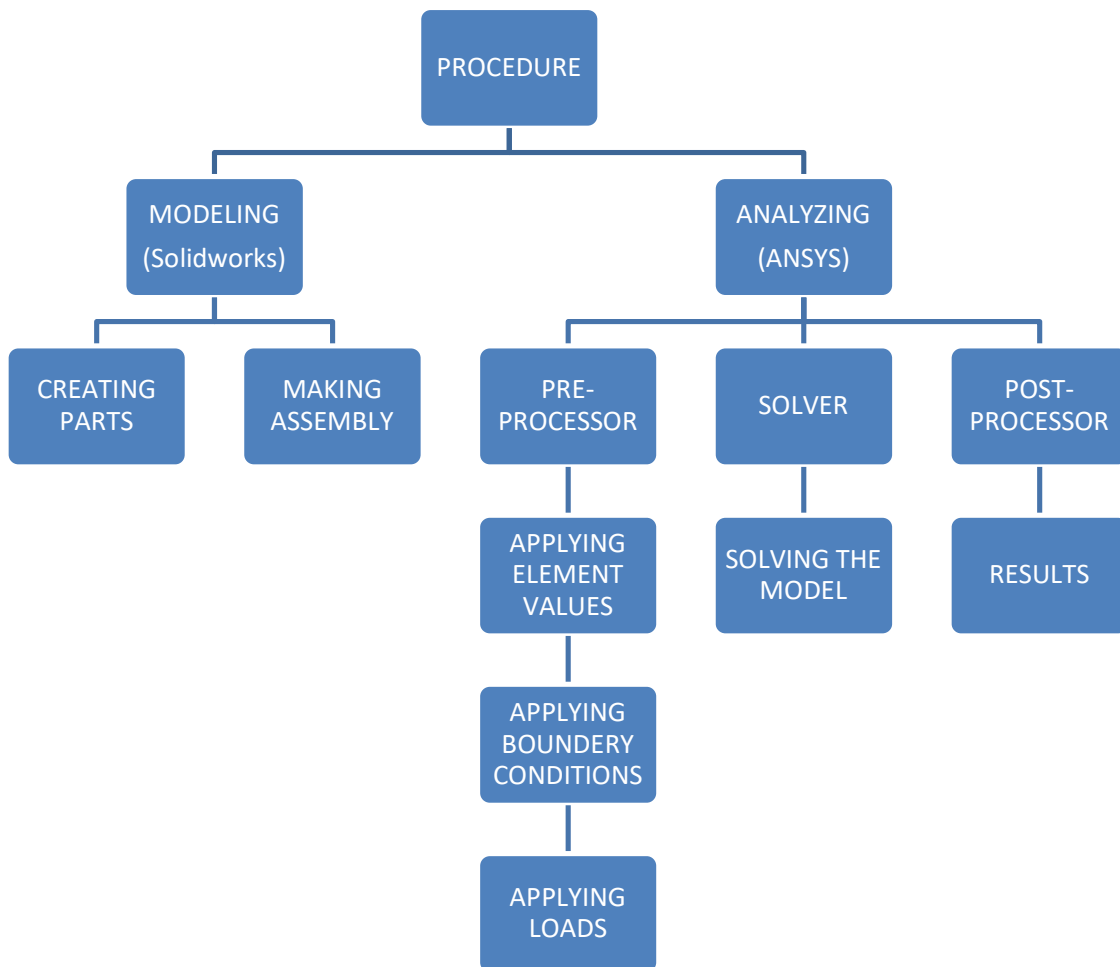 PROCEDURE
MODELING
(Solidworks)
ANALYZING
(ANSYS)
CREATING
PARTS
MAKING
ASSEMBLY
PRE-
PROCESSOR
SOLVER
POST-
PROCESSOR
APPLYING
ELEMENT
VALUES
SOLVING THE
MODEL
RESULTS
APPLYING
BOUNDERY
CONDITIONS
APPLYING
LOADS